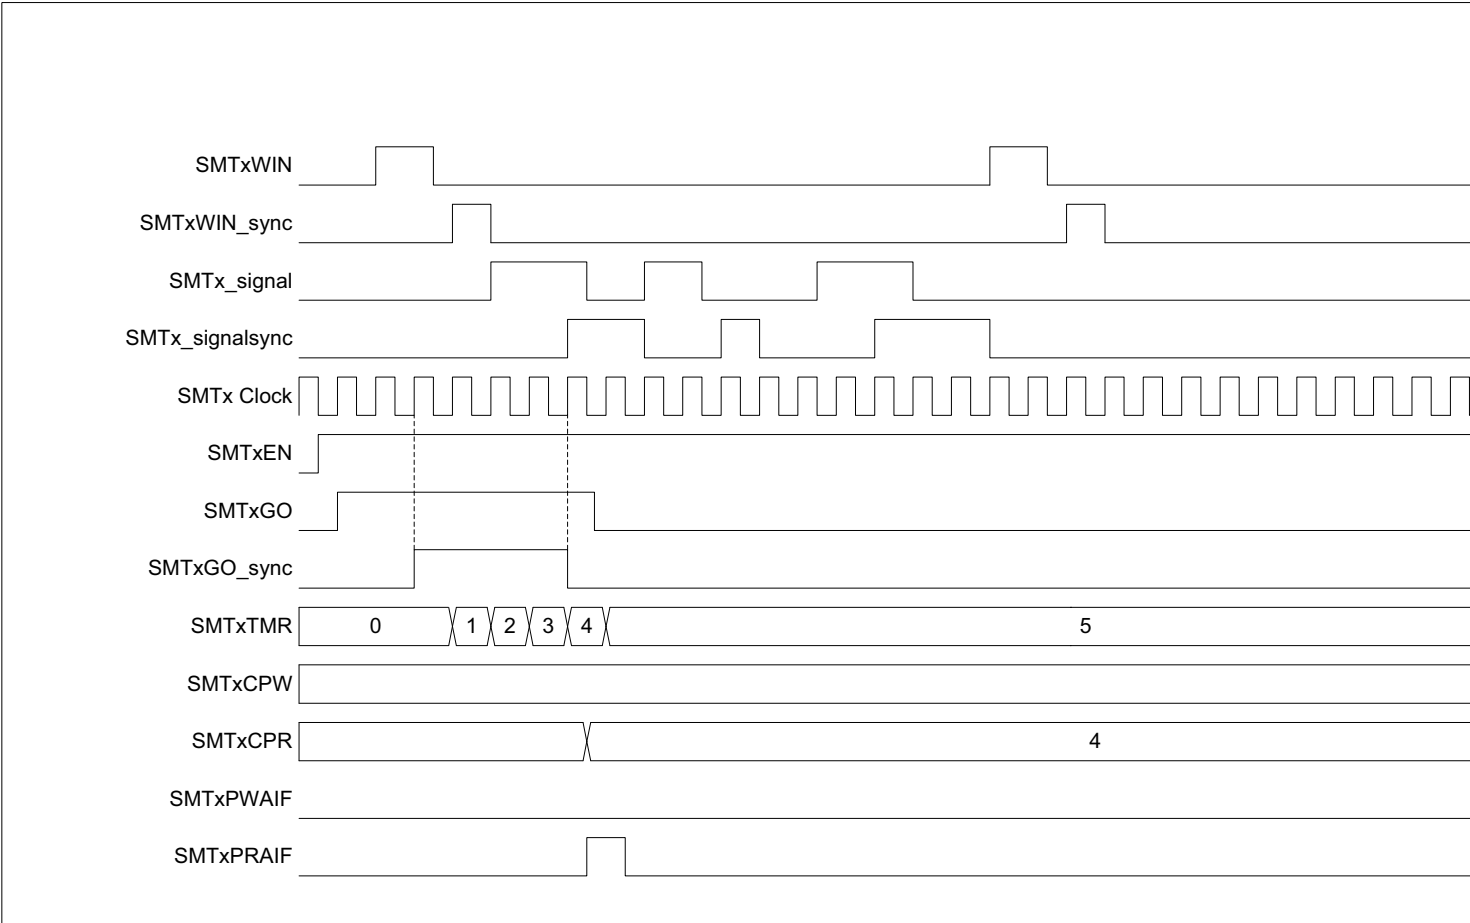 SMTxWIN
SMTxWIN_sync
SMTx_signal
SMTx_signalsync
SMTx Clock
SMTxEN
SMTxGO
SMTxGO_sync
SMTxTMR 0 1 2 3 4 5
SMTxCPW
SMTxCPR 4
SMTxPWAIF
SMTxPRAIF